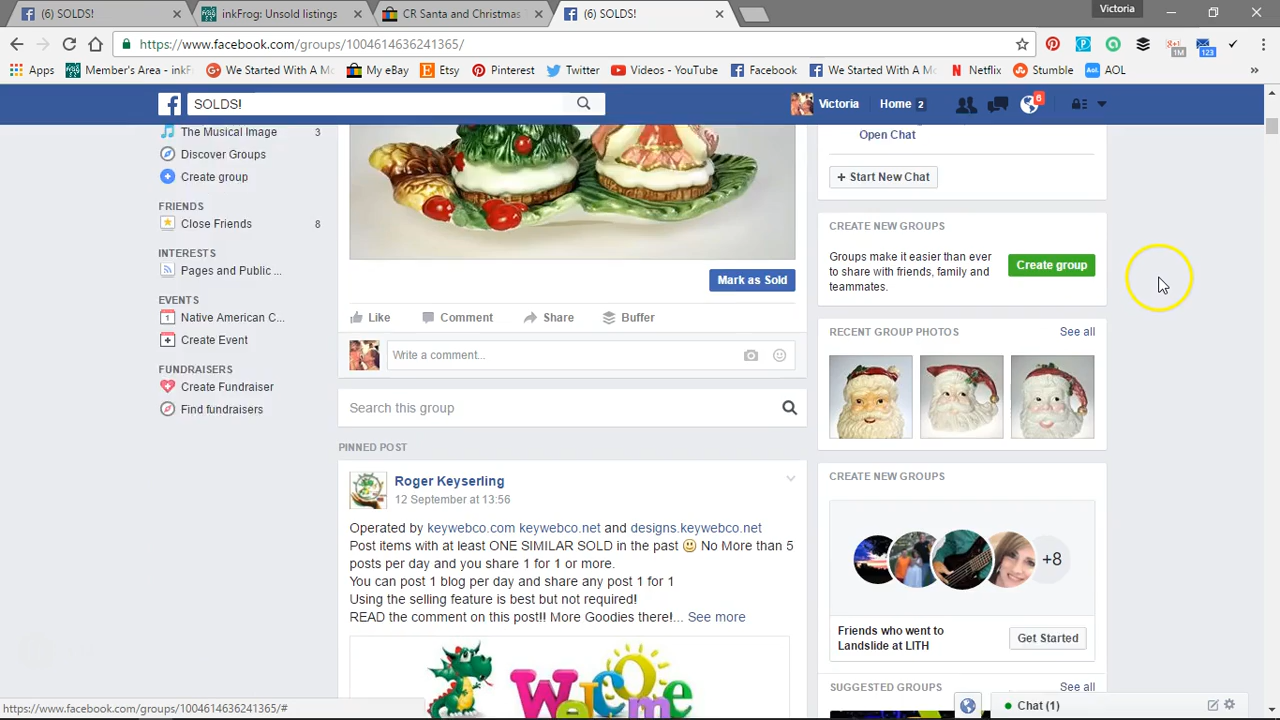 (6) SOLDS!
inkFrog: Unsold listings
CR Santa and Christmas T
(6) SOLDS!
Victoria
https://www.facebook.com/groups/1004614636241365/
1M
123
Apps
Member's Area - inkF
We Started With A Mo
My eBay
Etsy
Pinterest
Twitter
Videos - YouTube
Facebook
We Started With A Mo
Netflix
Stumble
AOL
SOLDS!
Victoria
Home 2
6
The Musical Image 3
Discover Groups
Create group
FRIENDS
Close Friends 8
INTERESTS
Pages and Public ...
EVENTS
Native American C...
Create Event
FUNDRAISERS
Create Fundraiser
Find fundraisers
Mark as Sold
Like
Comment
Share
Buffer
Write a comment...
Search this group
PINNED POST
Roger Keyserling
12 September at 13:56
Operated by keywebco.com keywebco.net and designs.keywebco.net
Post items with at least ONE SIMILAR SOLD in the past 😃 No More than 5
posts per day and you share 1 for 1 or more.
You can post 1 blog per day and share any post 1 for 1
Using the selling feature is best but not required!
READ the comment on this post!! More Goodies there!... See more
Welcome
Open Chat
+ Start New Chat
CREATE NEW GROUPS
Groups make it easier than ever
to share with friends, family and
teammates.
Create group
RECENT GROUP PHOTOS
See all
CREATE NEW GROUPS
+8
Friends who went to
Landslide at LITH
Get Started
SUGGESTED GROUPS
See all
Chat (1)
https://www.facebook.com/groups/1004614636241365/#